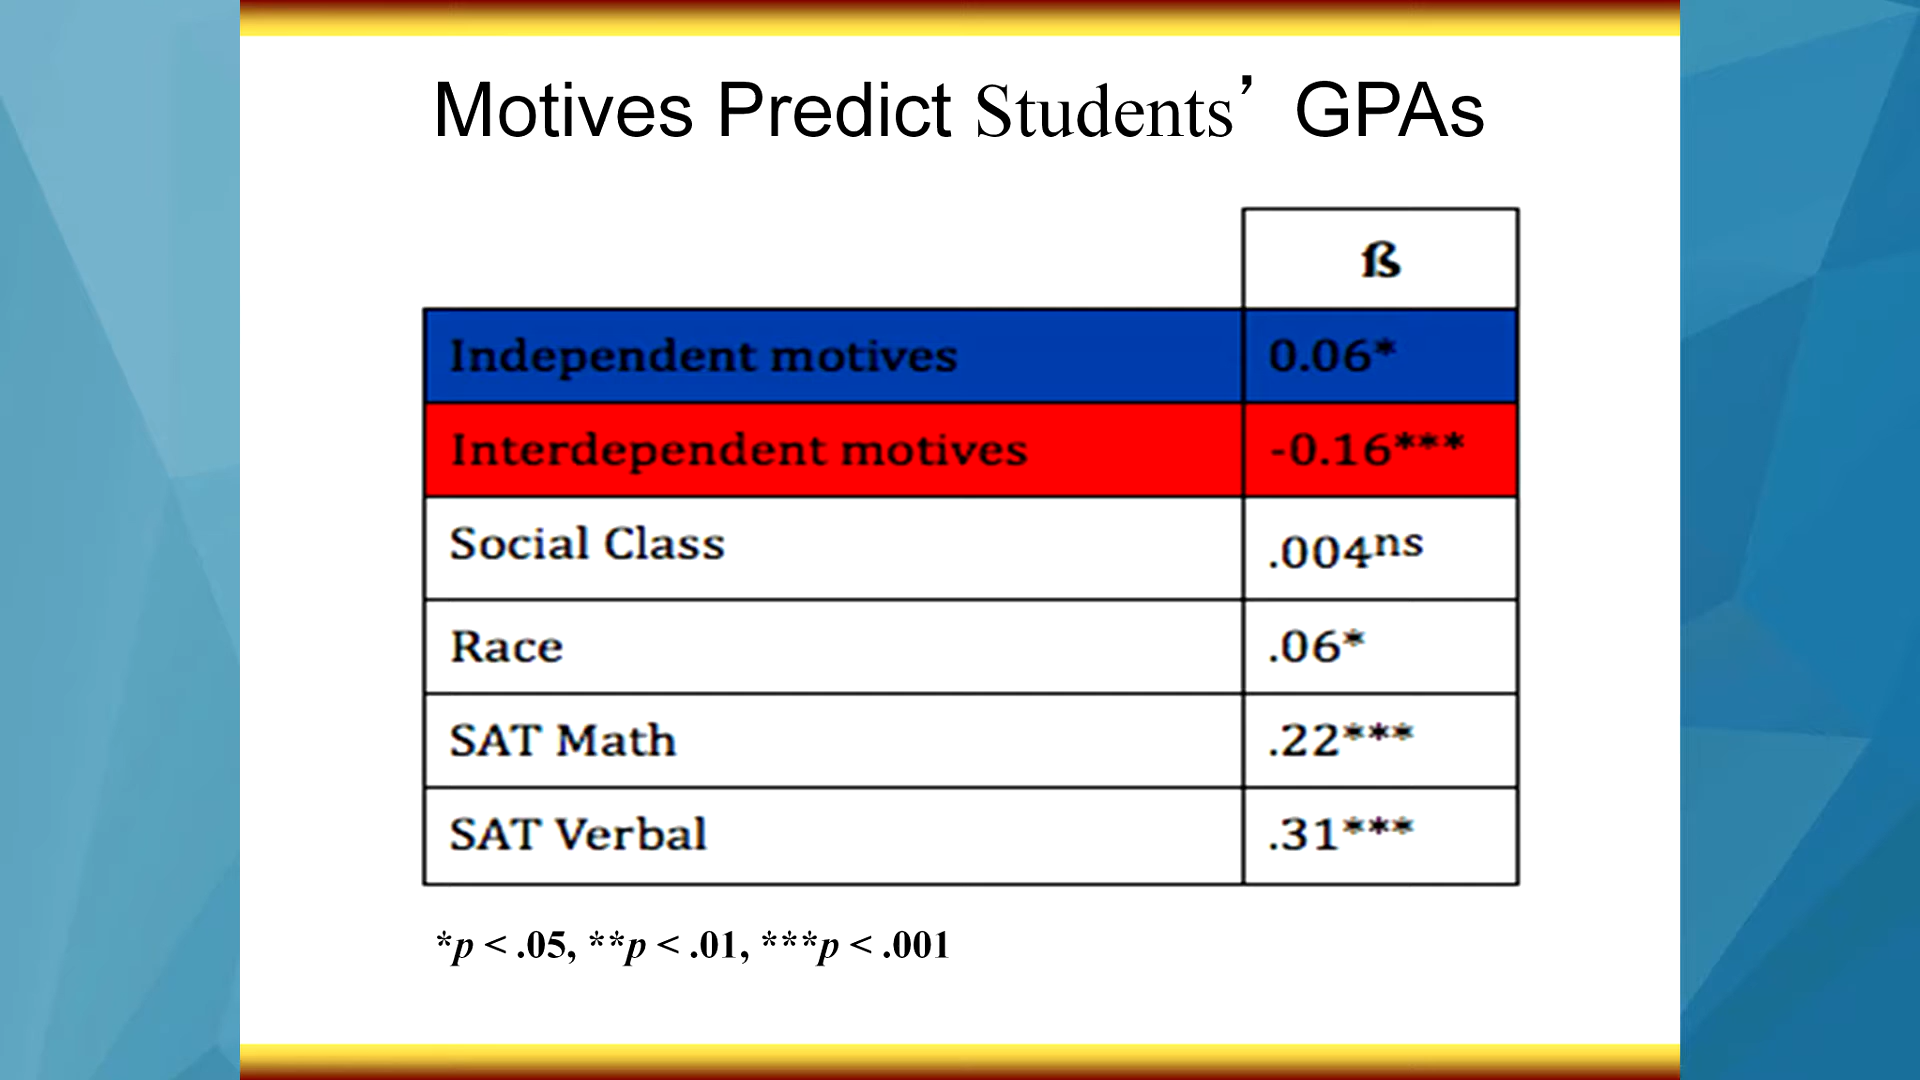 Motives Predict Students’ GPAs
ß
Independent motives 0.06*
Interdependent motives -0.16***
Social Class .004ns
Race .06*
SAT Math .22***
SAT Verbal .31***
*p < .05, **p < .01, ***p < .001